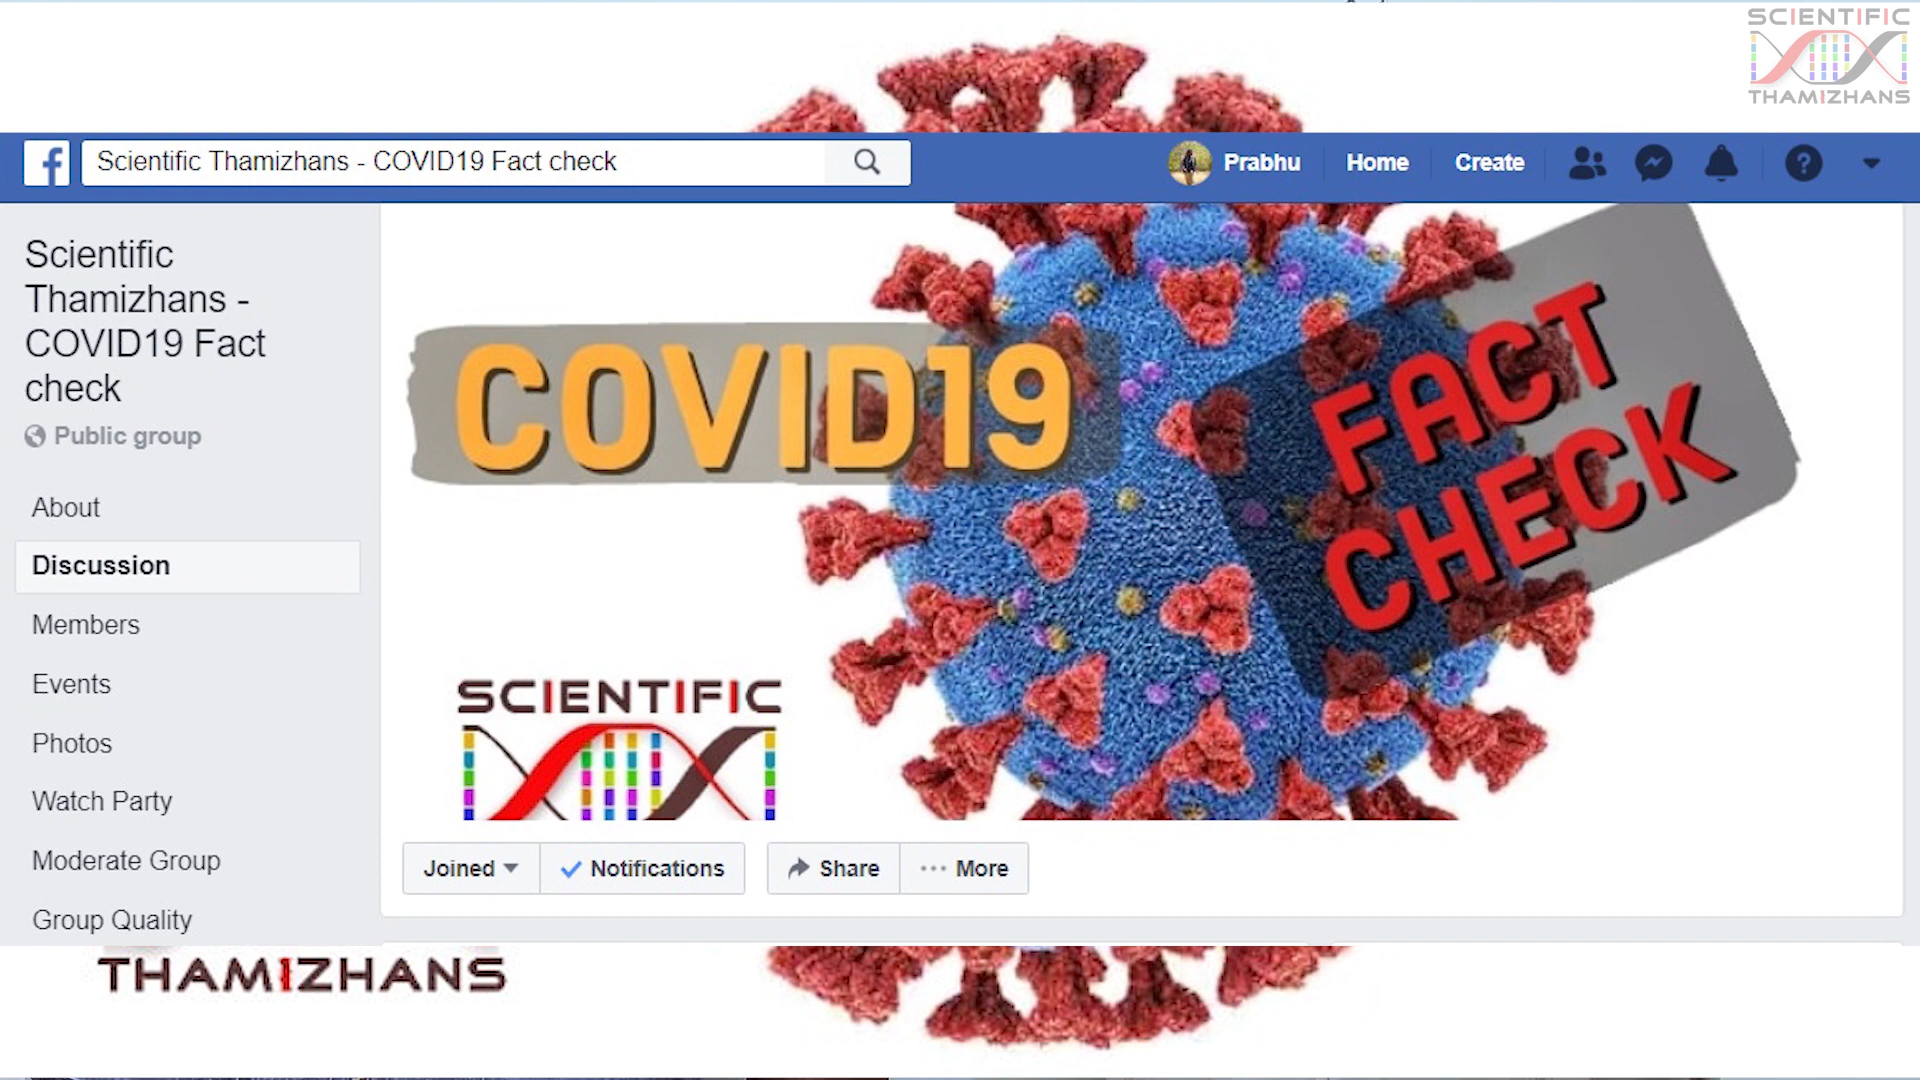 SCIENTIFIC
THAMIZHANS
Scientific Thamizhans - COVID19 Fact check
Prabhu
Home
Create
Scientific
Thamizhans -
COVID19 Fact
check
Public group
About
Discussion
Members
Events
Photos
Watch Party
Moderate Group
Group Quality
COVID19
FACT
CHECK
SCIENTIFIC
Joined
Notifications
Share
More
THAMIZHANS